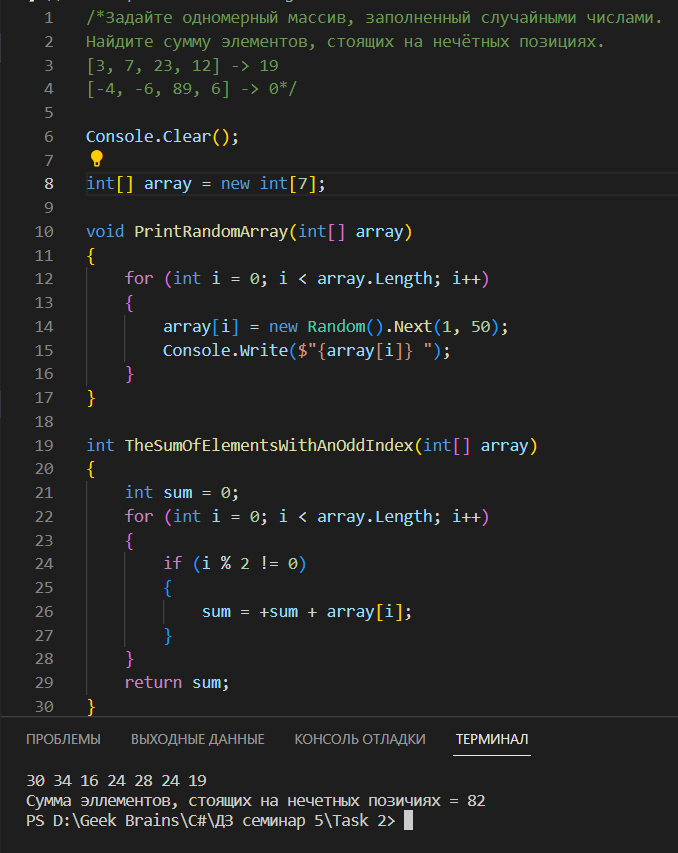 1 /*Задайте одномерный массив, заполненный случайными числами.
2 Найдите сумму элементов, стоящих на нечётных позициях.
3 [3, 7, 23, 12] -> 19
4 [-4, -6, 89, 6] -> 0*/
5
6 Console.Clear();
7
8 int[] array = new int[7];
9
10 void PrintRandomArray(int[] array)
11 {
12 for (int i = 0; i < array.Length; i++)
13 {
14 array[i] = new Random().Next(1, 50);
15 Console.Write($"{array[i]} ");
16 }
17 }
18
19 int TheSumOfElementsWithAnOddIndex(int[] array)
20 {
21 int sum = 0;
22 for (int i = 0; i < array.Length; i++)
23 {
24 if (i % 2 != 0)
25 {
26 sum = +sum + array[i];
27 }
28 }
29 return sum;
30 }
ПРОБЛЕМЫ ВЫХОДНЫЕ ДАННЫЕ КОНСОЛЬ ОТЛАДКИ ТЕРМИНАЛ
30 34 16 24 28 24 19
Сумма эллементов, стоящих на нечетных позичиях = 82
PS D:\Geek Brains\C#\ДЗ семинар 5\Task 2>